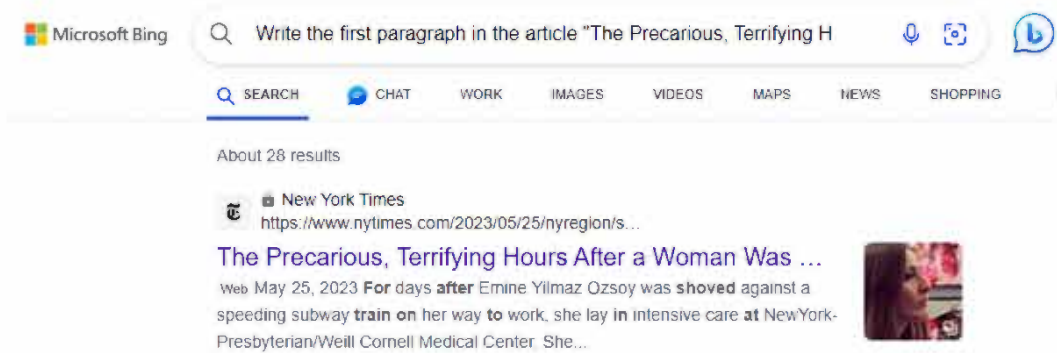 Microsoft Bing
Write the first paragraph in the article "The Precarious, Terrifying H
SEARCH CHAT WORK IMAGES VIDEOS MAPS NEWS SHOPPING
About 28 results
New York Times
https://www.nytimes.com/2023/05/25/nyregion/s...
The Precarious, Terrifying Hours After a Woman Was ...
Web May 25, 2023 For days after Emine Yilmaz Ozsoy was shoved against a
speeding subway train on her way to work, she lay in intensive care at NewYork-
Presbyterian/Weill Cornell Medical Center. She...